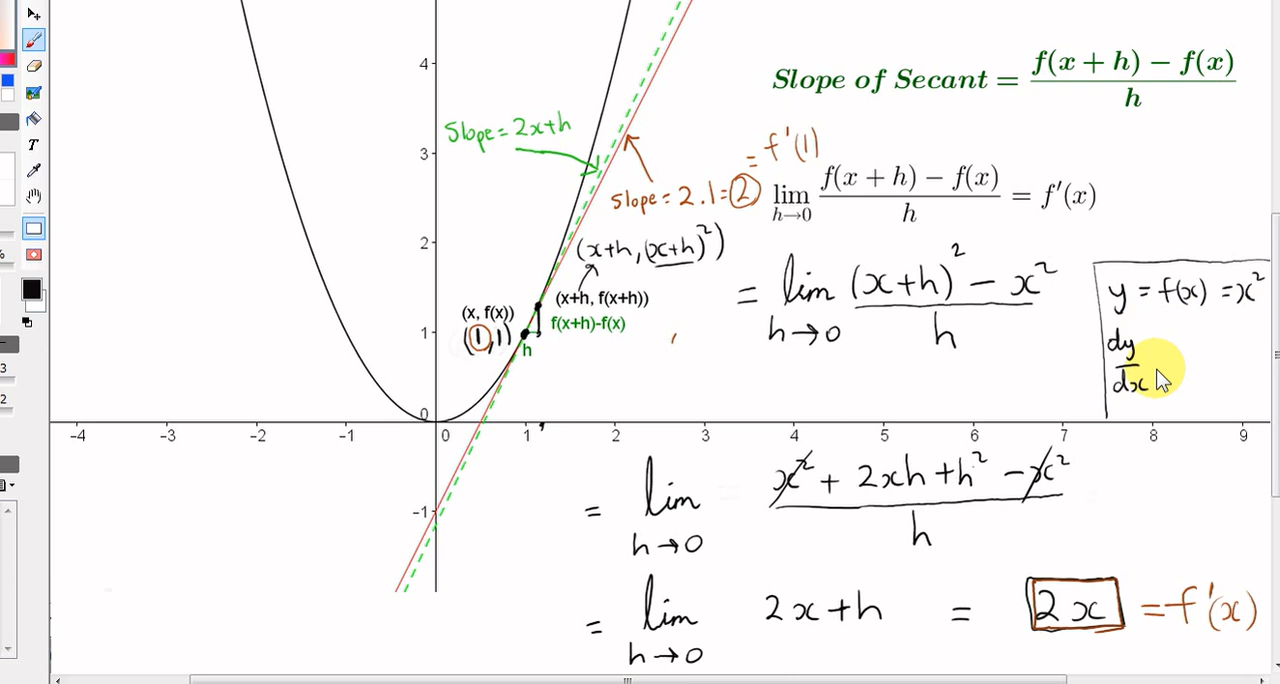 Slope of Secant = f(x + h) − f(x) / h
Slope = 2x+h
= f'(1)
Slope = 2.1 = 2
lim h→0 f(x + h) − f(x) / h = f′(x)
(x+h, (x+h)²)
(x+h, f(x+h))
(x, f(x))
(1,1)
f(x+h)-f(x)
h
= lim h→0 (x+h)² − x² / h
y = f(x) = x²
dy
dx
4
3
2
1
0
-1
-4 -3 -2 -1 0 1 2 3 4 5 6 7 8 9
= lim h→0 x² + 2xh + h² − x² / h
= lim h→0 2x+h = 2x = f'(x)
T
%
3
2